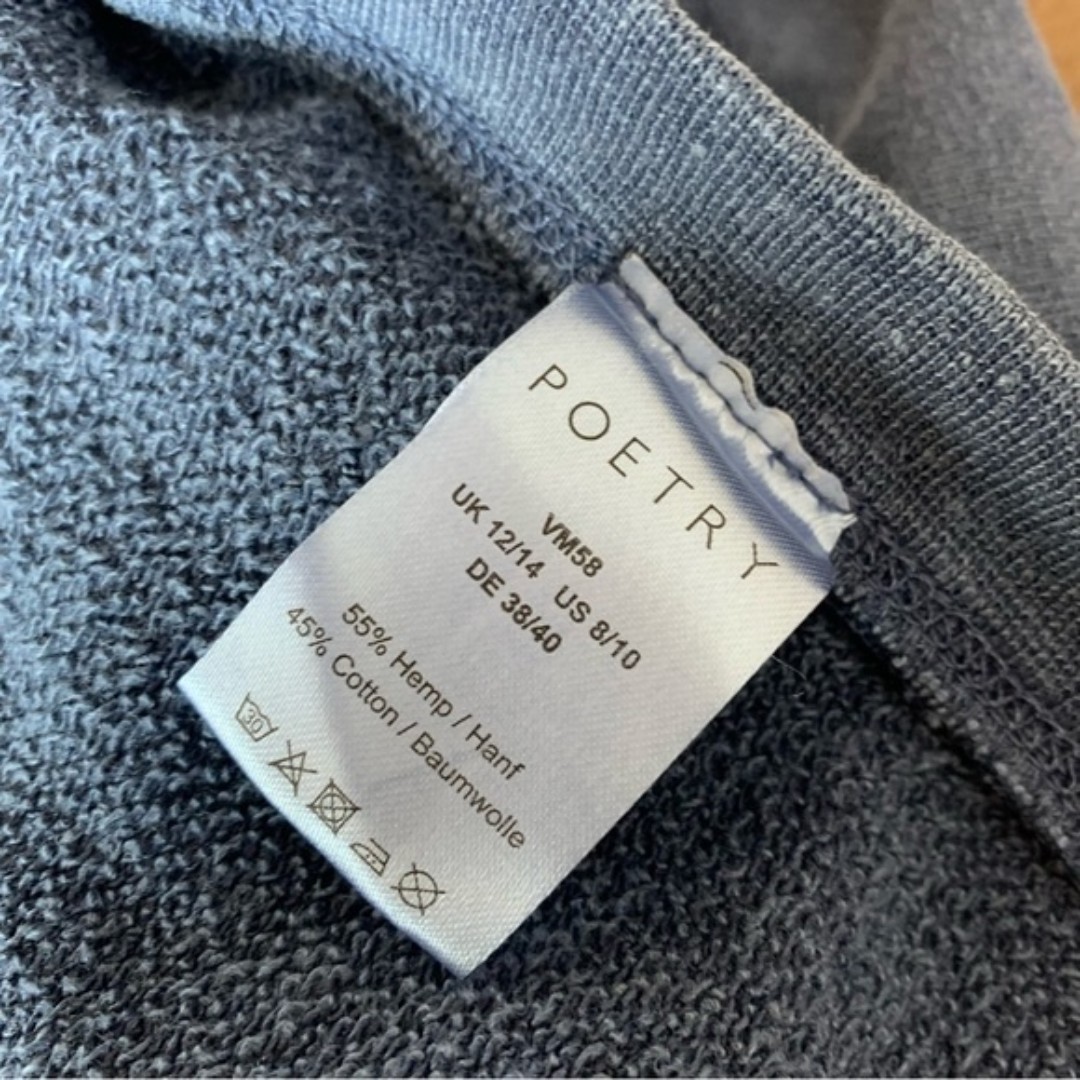 POETRY
VM58
UK 12/14 US 8/10
DE 38/40
55% Hemp / Hanf
45% Cotton / Baumwolle
30